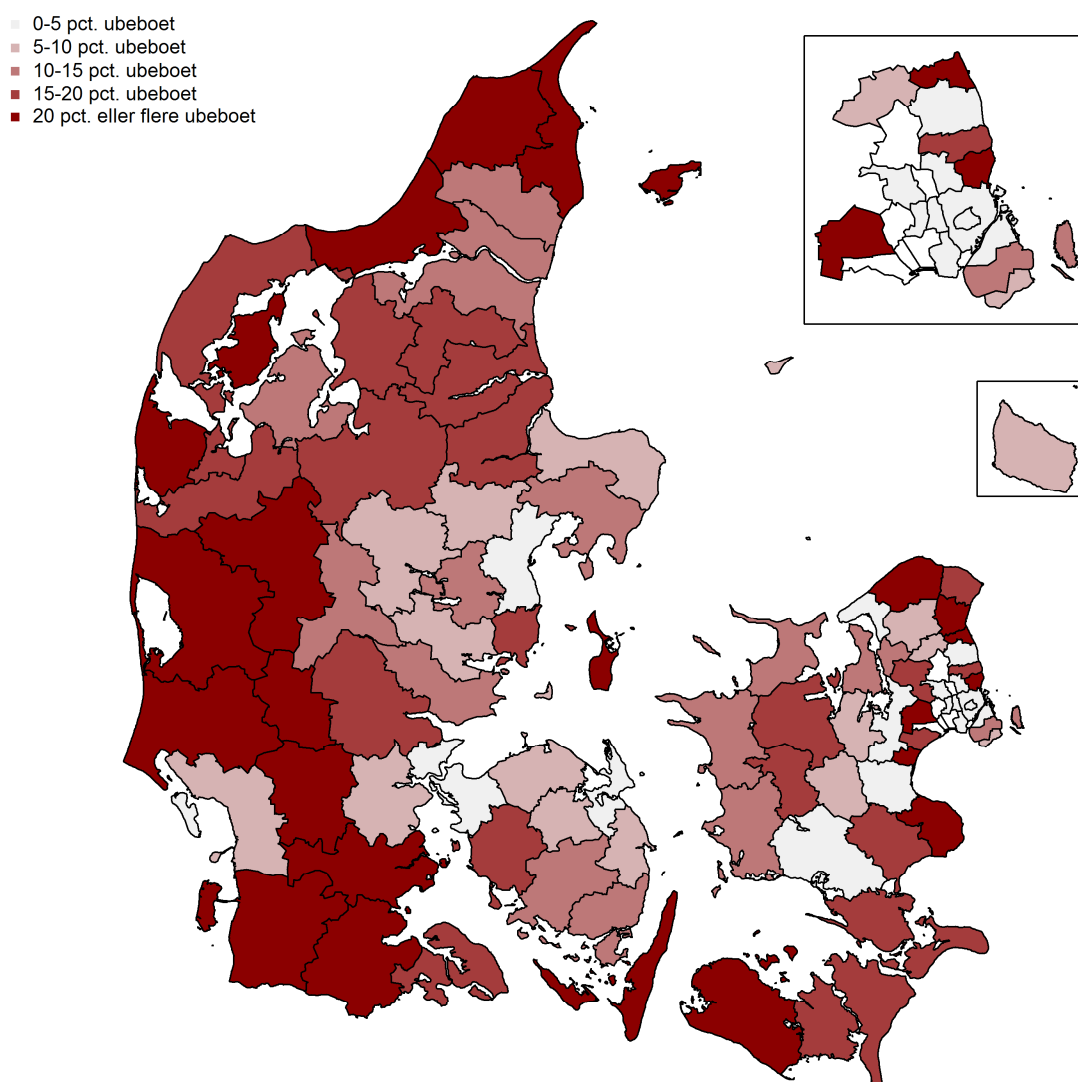 0-5 pct. ubeboet
5-10 pct. ubeboet
10-15 pct. ubeboet
15-20 pct. ubeboet
20 pct. eller flere ubeboet